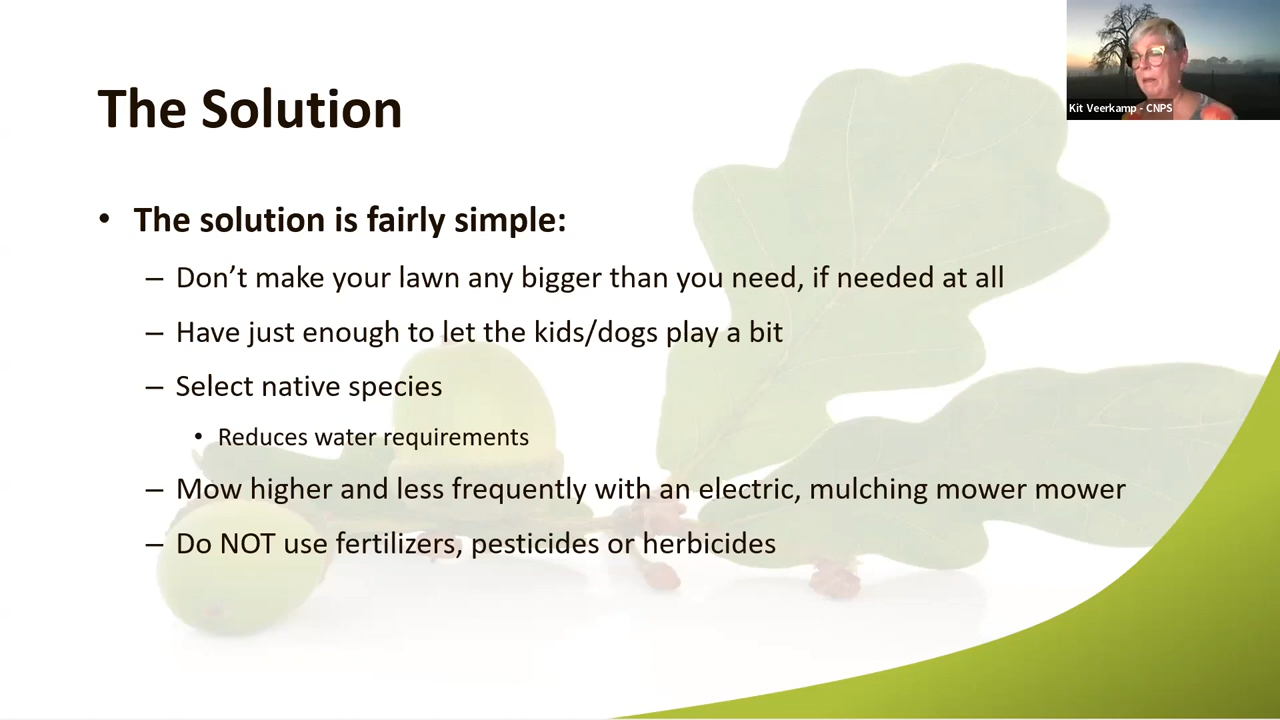 Kit Veerkamp - CNPS
The Solution
• The solution is fairly simple:
– Don’t make your lawn any bigger than you need, if needed at all
– Have just enough to let the kids/dogs play a bit
– Select native species
• Reduces water requirements
– Mow higher and less frequently with an electric, mulching mower mower
– Do NOT use fertilizers, pesticides or herbicides